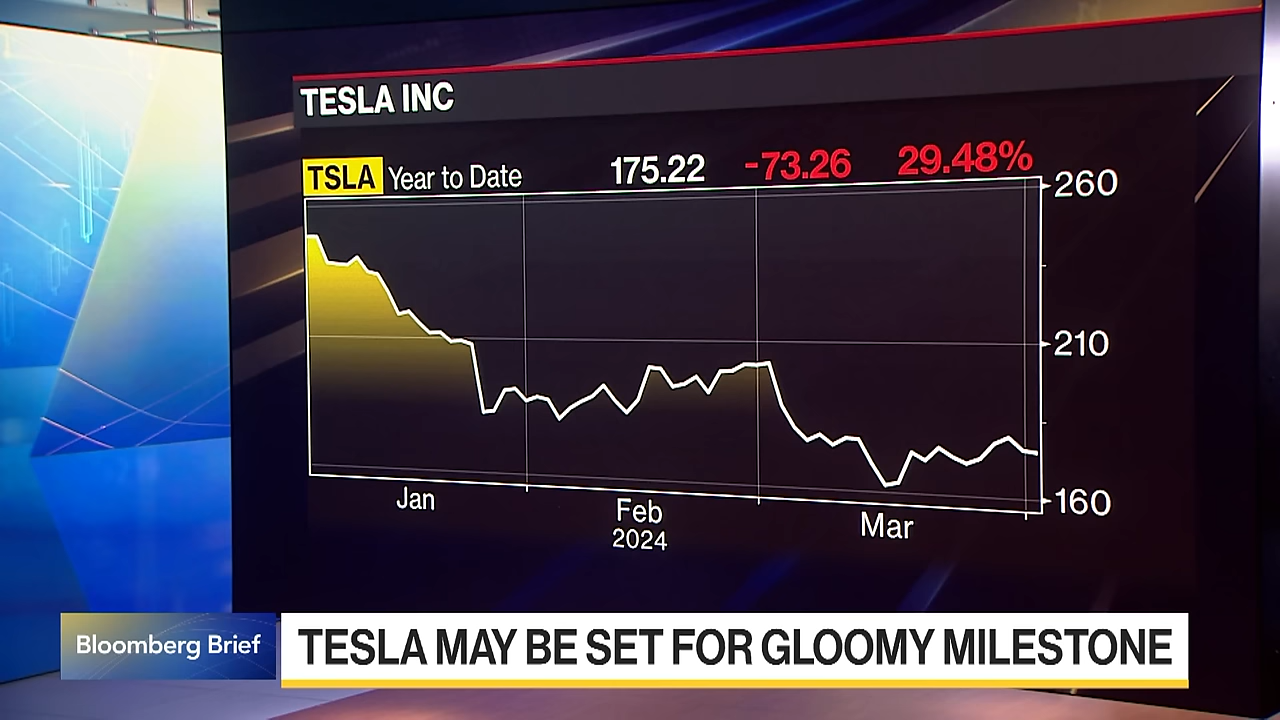 TESLA INC
TSLA Year to Date 175.22 -73.26 29.48%
260
210
160
Jan Feb Mar
2024
Bloomberg Brief
TESLA MAY BE SET FOR GLOOMY MILESTONE